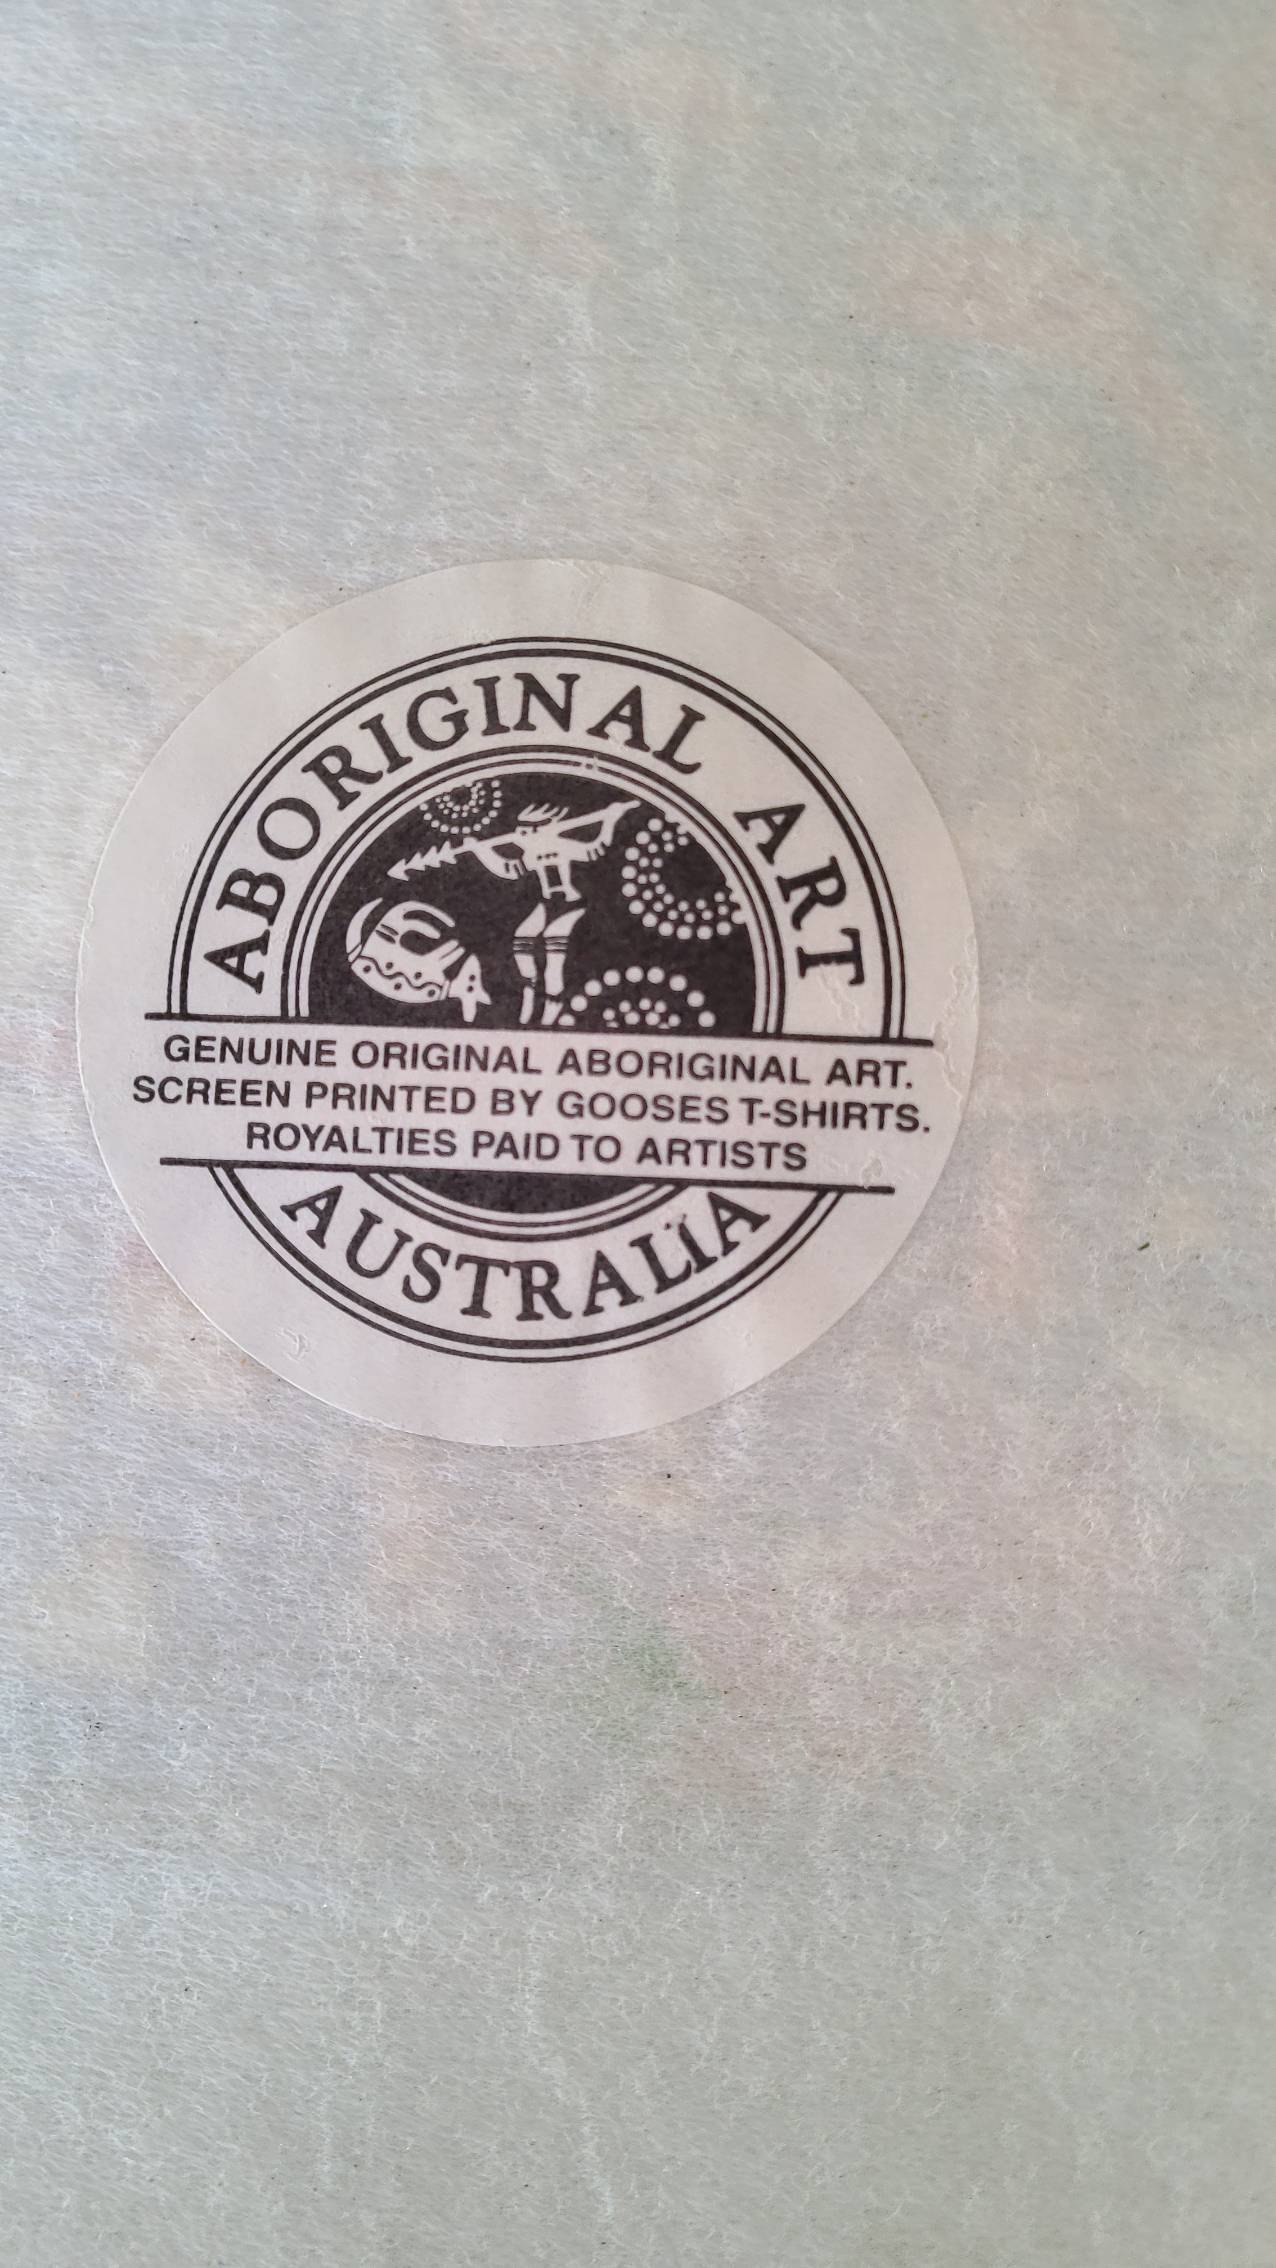 ABORIGINAL ART
GENUINE ORIGINAL ABORIGINAL ART.
SCREEN PRINTED BY GOOSES T-SHIRTS.
ROYALTIES PAID TO ARTISTS
AUSTRALIA